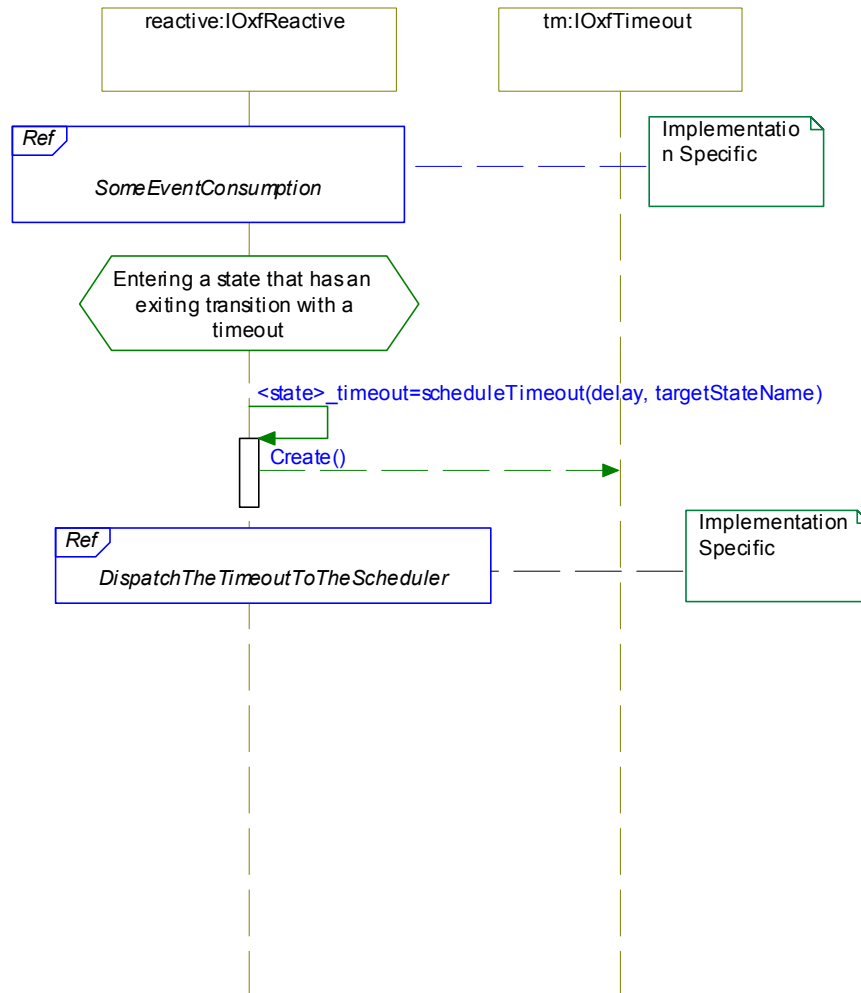 reactive:IOxfReactive
tm:IOxfTimeout
Ref
SomeEventConsumption
Implementatio
n Specific
Entering a state that has an
exiting transition with a
timeout
<state>_timeout=scheduleTimeout(delay, targetStateName)
Create()
Ref
DispatchTheTimeoutToTheScheduler
Implementation
Specific